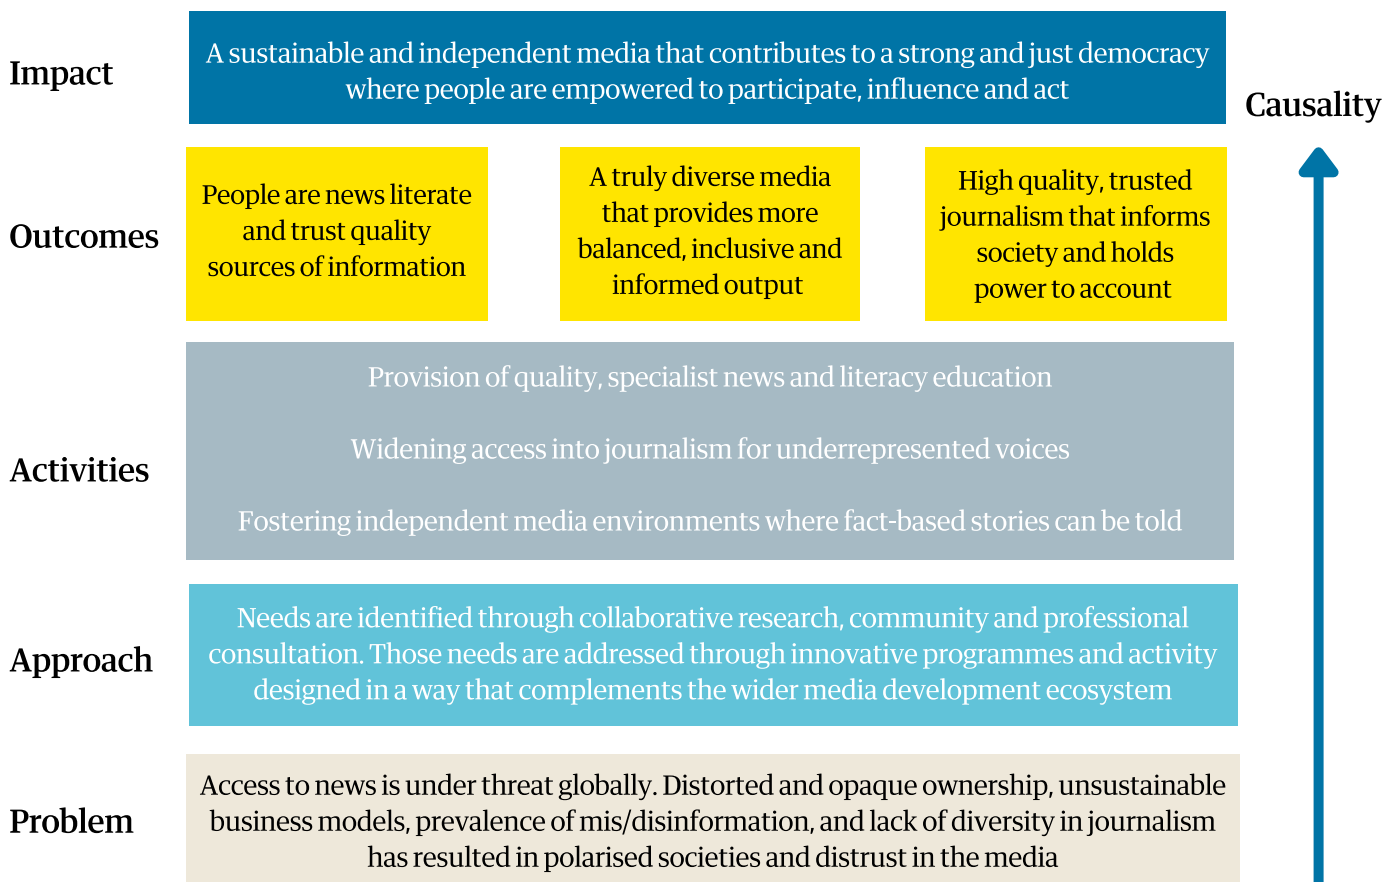 Impact
A sustainable and independent media that contributes to a strong and just democracy
where people are empowered to participate, influence and act
Causality
Outcomes
People are news literate
and trust quality
sources of information
A truly diverse media
that provides more
balanced, inclusive and
informed output
High quality, trusted
journalism that informs
society and holds
power to account
Activities
Provision of quality, specialist news and literacy education
Widening access into journalism for underrepresented voices
Fostering independent media environments where fact-based stories can be told
Approach
Needs are identified through collaborative research, community and professional
consultation. Those needs are addressed through innovative programmes and activity
designed in a way that complements the wider media development ecosystem
Problem
Access to news is under threat globally. Distorted and opaque ownership, unsustainable
business models, prevalence of mis/disinformation, and lack of diversity in journalism
has resulted in polarised societies and distrust in the media